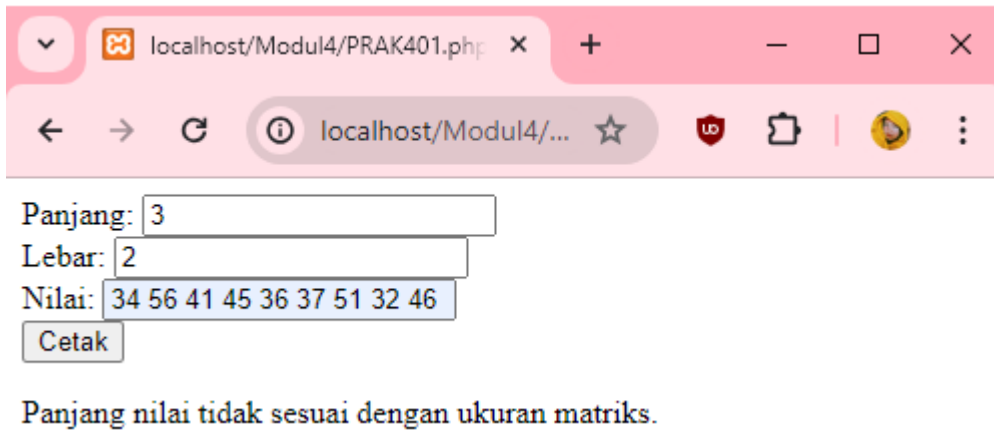 localhost/Modul4/PRAK401.php
localhost/Modul4/...
Panjang: 3
Lebar: 2
Nilai: 34 56 41 45 36 37 51 32 46
Cetak
Panjang nilai tidak sesuai dengan ukuran matriks.